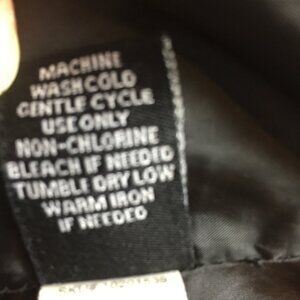 MACHINE
WASH COLD
GENTLE CYCLE
USE ONLY
NON-CHLORINE
BLEACH IF NEEDED
TUMBLE DRY LOW
WARM IRON
IF NEEDED